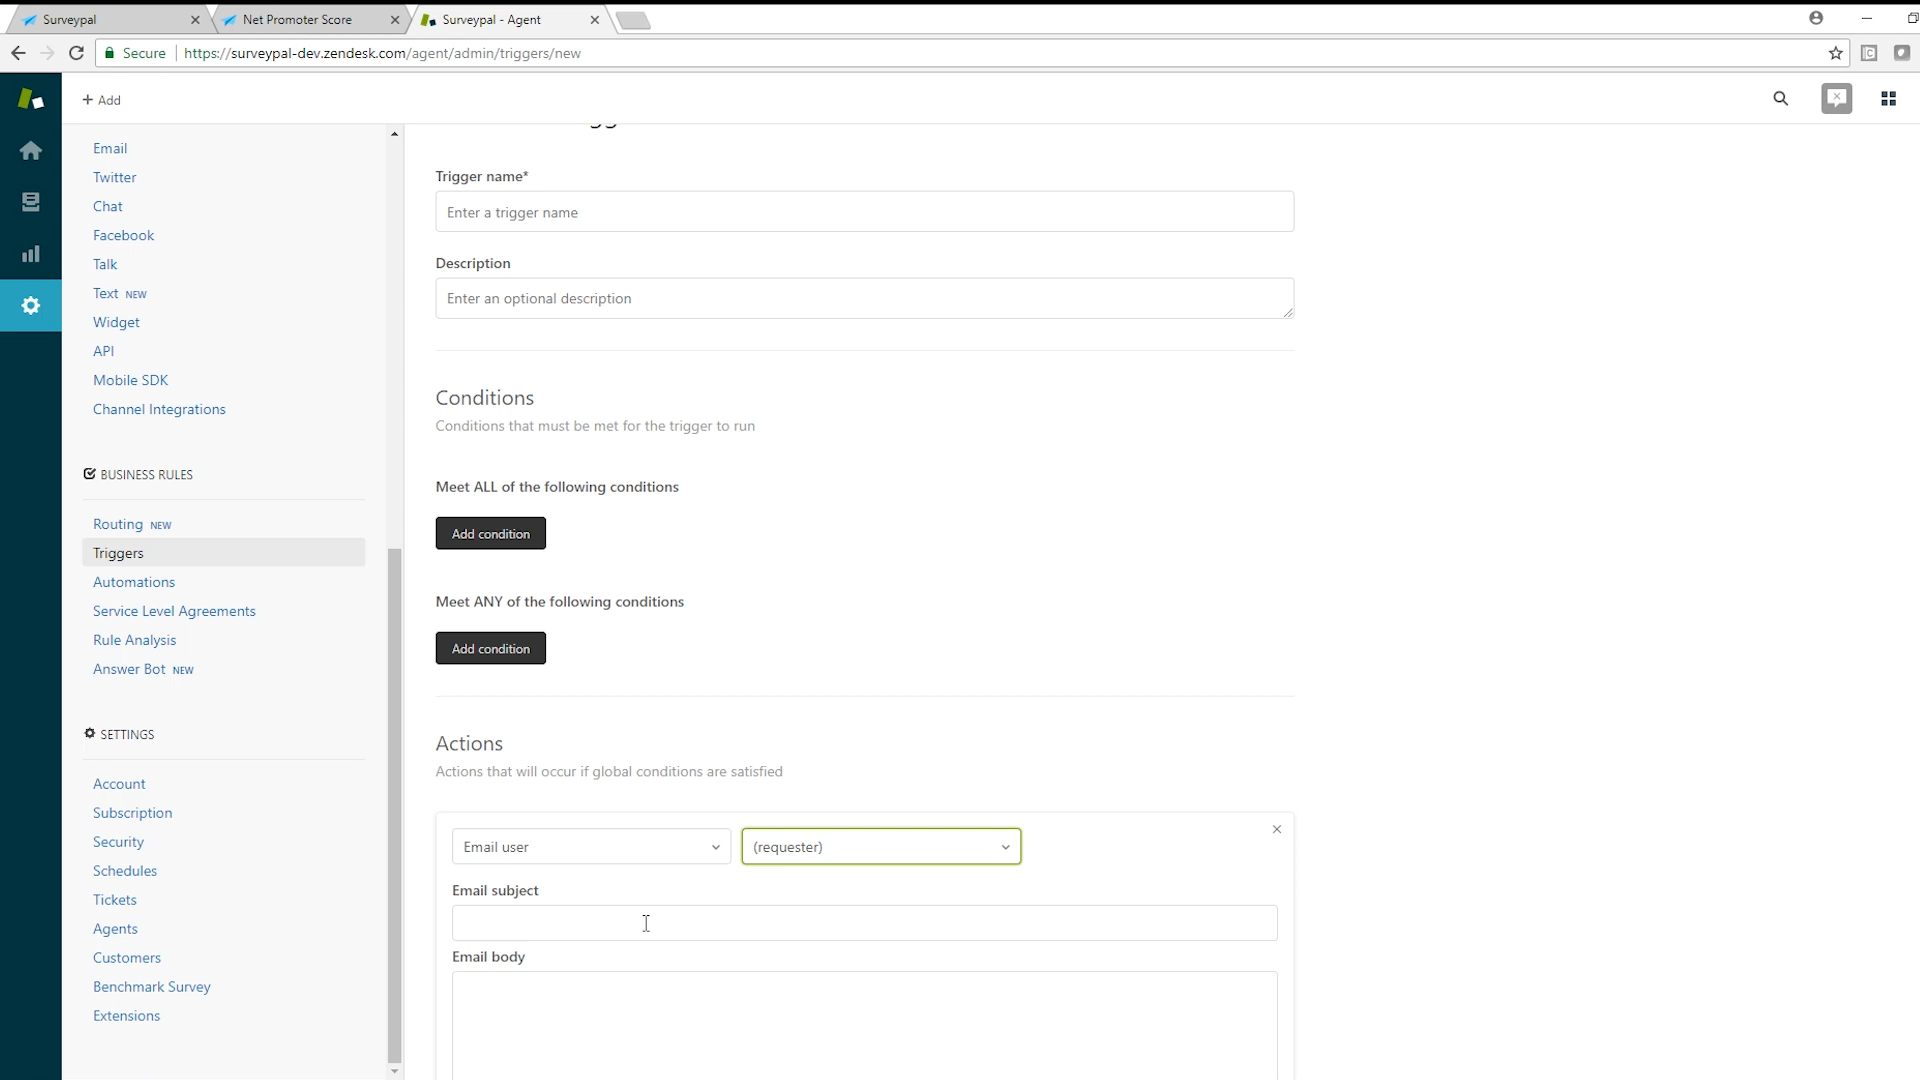 Surveypal
Net Promoter Score
Surveypal - Agent
Secure
https://surveypal-dev.zendesk.com/agent/admin/triggers/new
+ Add
Email
Twitter
Chat
Facebook
Talk
Text NEW
Widget
API
Mobile SDK
Channel Integrations
BUSINESS RULES
Routing NEW
Triggers
Automations
Service Level Agreements
Rule Analysis
Answer Bot NEW
SETTINGS
Account
Subscription
Security
Schedules
Tickets
Agents
Customers
Benchmark Survey
Extensions
Trigger name*
Enter a trigger name
Description
Enter an optional description
Conditions
Conditions that must be met for the trigger to run
Meet ALL of the following conditions
Add condition
Meet ANY of the following conditions
Add condition
Actions
Actions that will occur if global conditions are satisfied
Email user
(requester)
Email subject
Email body